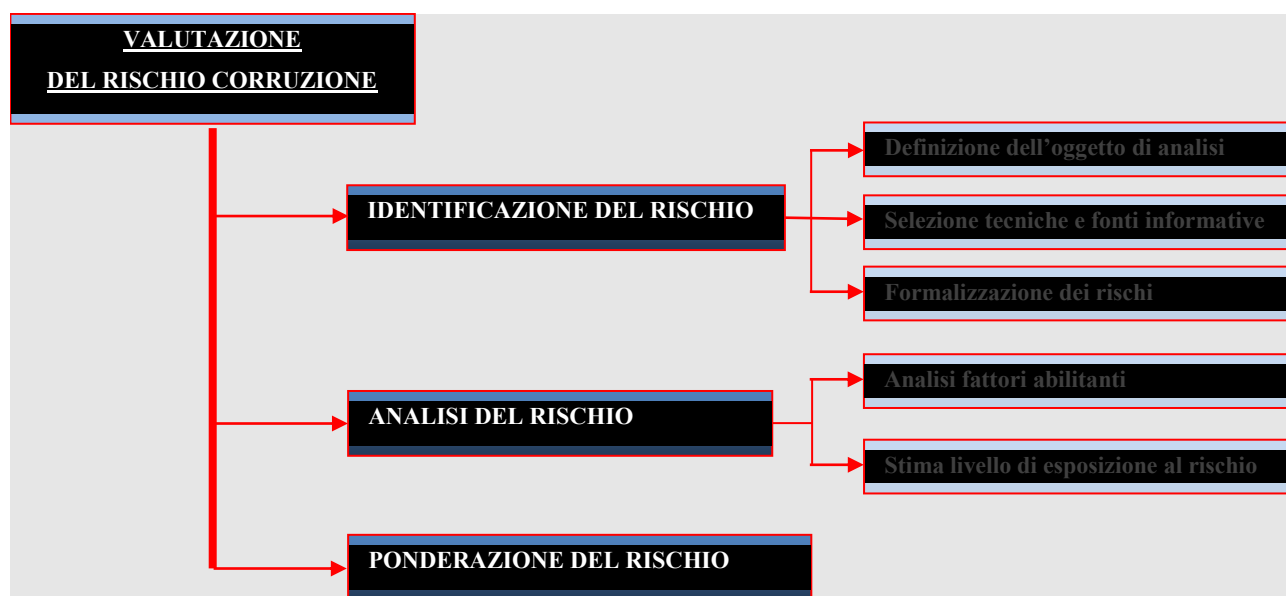 VALUTAZIONE
DEL RISCHIO CORRUZIONE
IDENTIFICAZIONE DEL RISCHIO
Definizione dell’oggetto di analisi
Selezione tecniche e fonti informative
Formalizzazione dei rischi
ANALISI DEL RISCHIO
Analisi fattori abilitanti
Stima livello di esposizione al rischio
PONDERAZIONE DEL RISCHIO